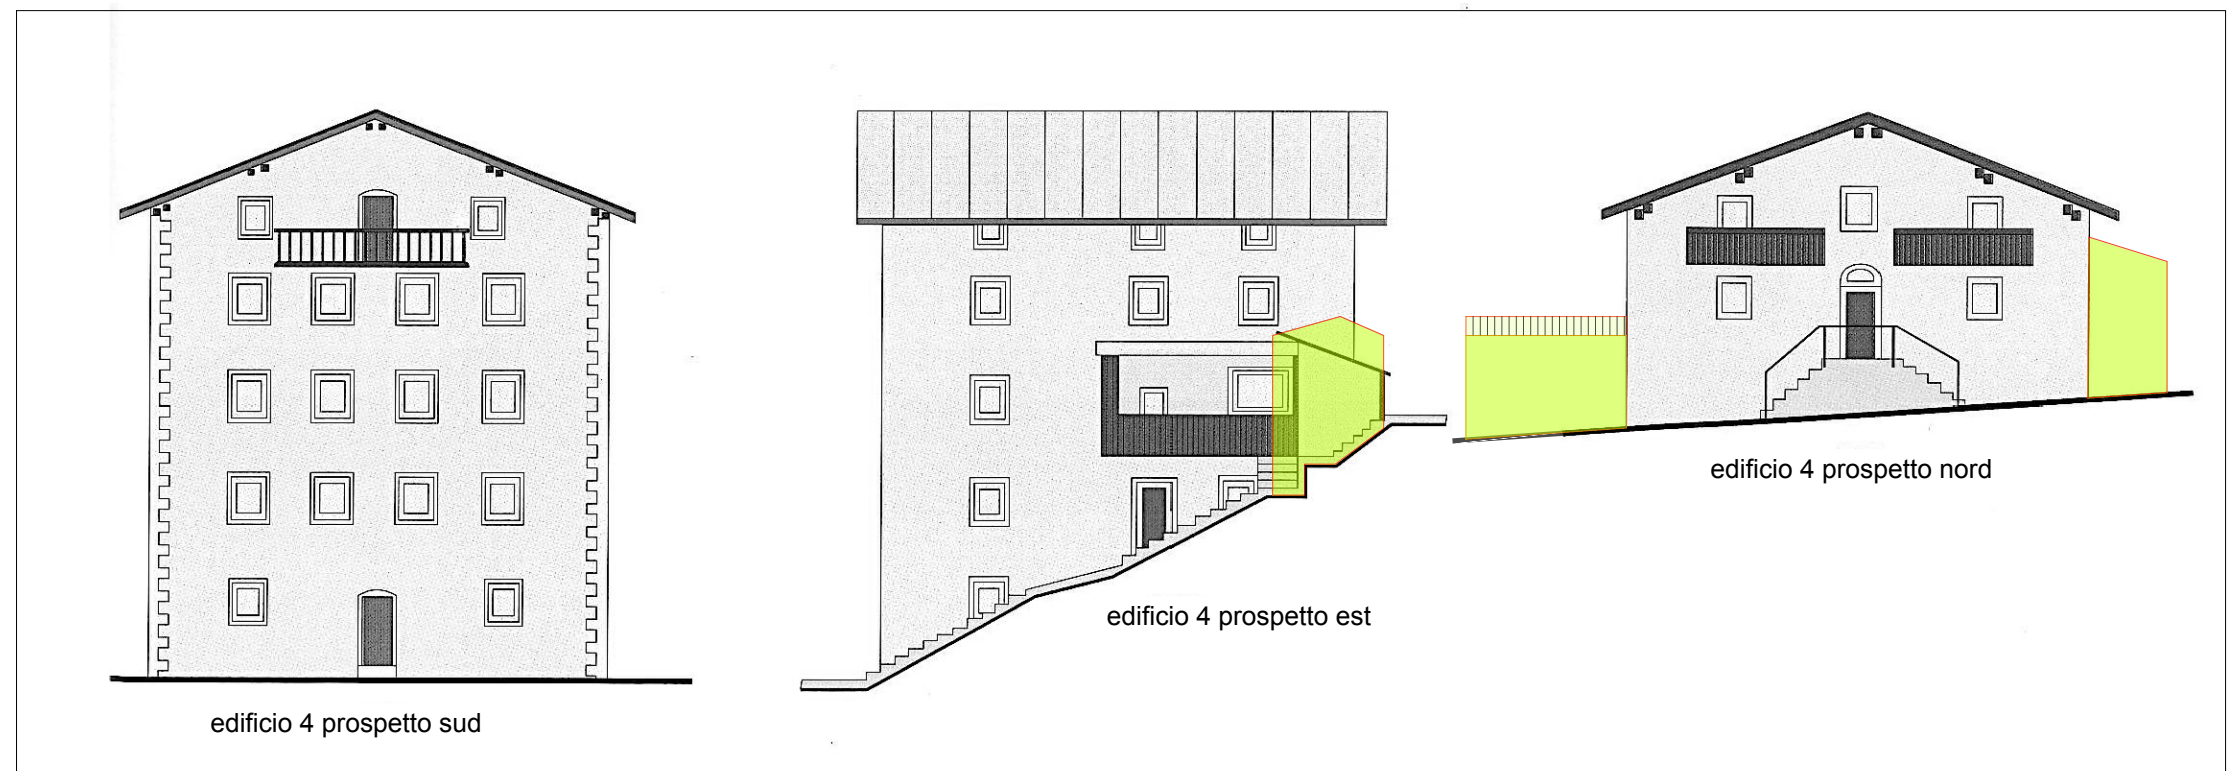 edificio 4 prospetto sud
edificio 4 prospetto est
edificio 4 prospetto nord